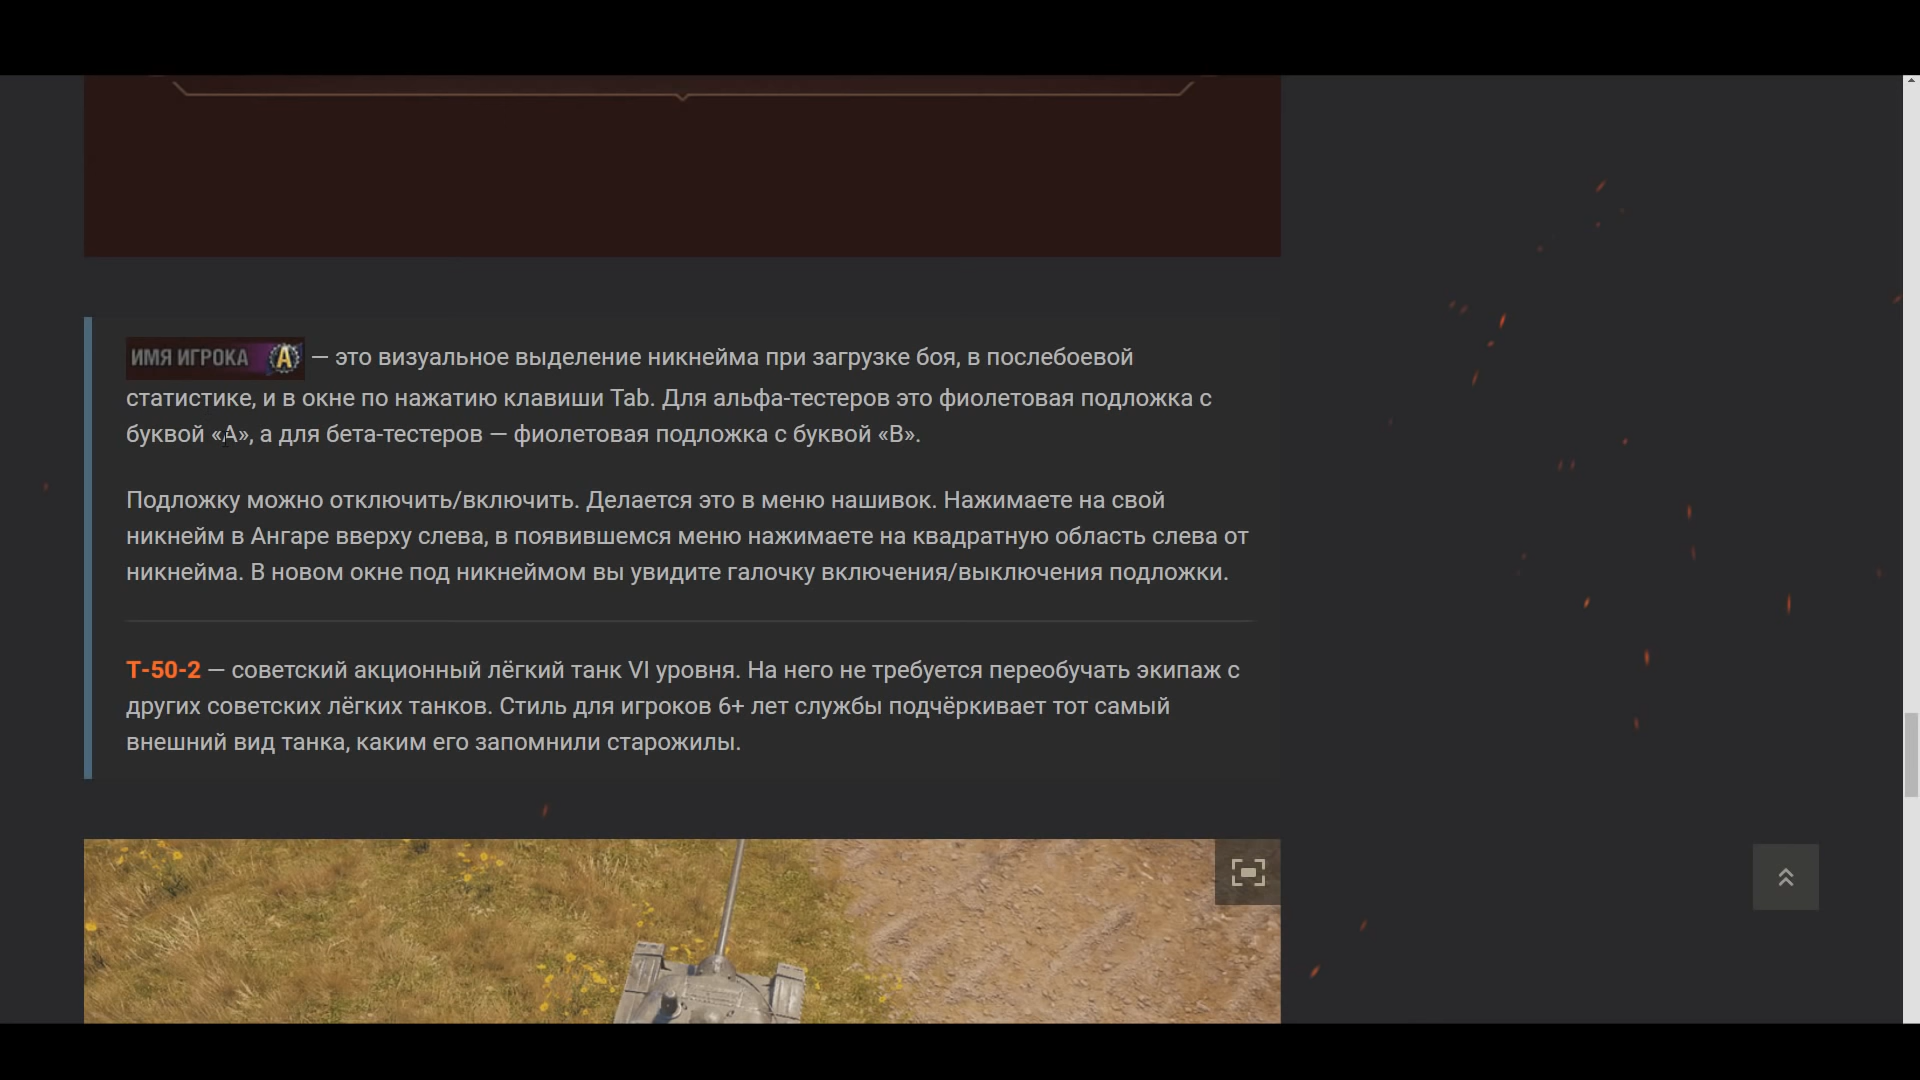 ИМЯ ИГРОКА A — это визуальное выделение никнейма при загрузке боя, в послебоевой
статистике, и в окне по нажатию клавиши Tab. Для альфа-тестеров это фиолетовая подложка с
буквой «А», а для бета-тестеров — фиолетовая подложка с буквой «В».
Подложку можно отключить/включить. Делается это в меню нашивок. Нажимаете на свой
никнейм в Ангаре вверху слева, в появившемся меню нажимаете на квадратную область слева от
никнейма. В новом окне под никнеймом вы увидите галочку включения/выключения подложки.
Т-50-2 — советский акционный лёгкий танк VI уровня. На него не требуется переобучать экипаж с
других советских лёгких танков. Стиль для игроков 6+ лет службы подчёркивает тот самый
внешний вид танка, каким его запомнили старожилы.